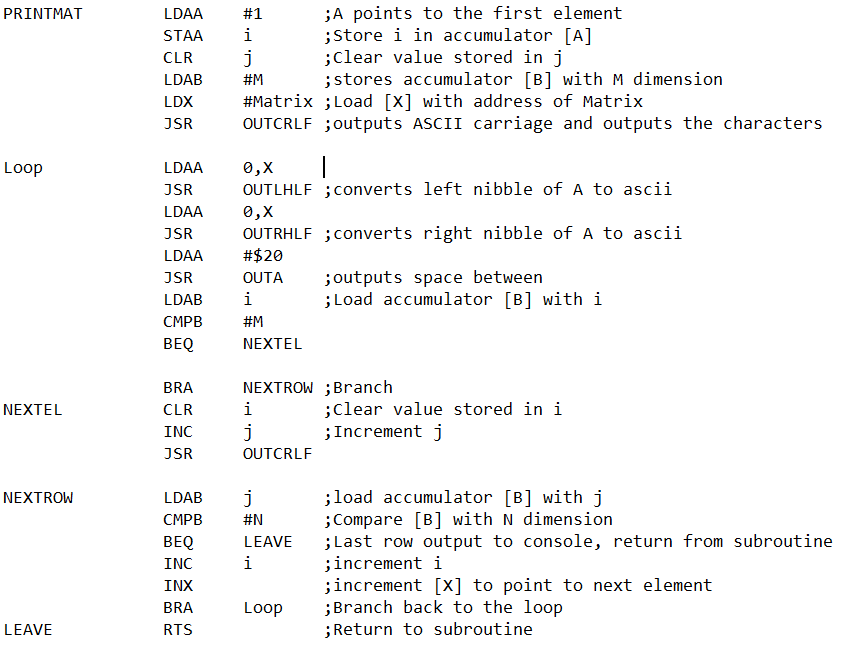 PRINTMAT LDAA #1 ;A points to the first element
STAA i ;Store i in accumulator [A]
CLR j ;Clear value stored in j
LDAB #M ;stores accumulator [B] with M dimension
LDX #Matrix ;Load [X] with address of Matrix
JSR OUTCRLF ;outputs ASCII carriage and outputs the characters
Loop LDAA 0,X
JSR OUTLHLF ;converts left nibble of A to ascii
LDAA 0,X
JSR OUTRHLF ;converts right nibble of A to ascii
LDAA #$20
JSR OUTA ;outputs space between
LDAB i ;Load accumulator [B] with i
CMPB #M
BEQ NEXTEL
BRA NEXTROW ;Branch
NEXTEL CLR i ;Clear value stored in i
INC j ;Increment j
JSR OUTCRLF
NEXTROW LDAB j ;load accumulator [B] with j
CMPB #N ;Compare [B] with N dimension
BEQ LEAVE ;Last row output to console, return from subroutine
INC i ;increment i
INX ;increment [X] to point to next element
BRA Loop ;Branch back to the loop
LEAVE RTS ;Return to subroutine